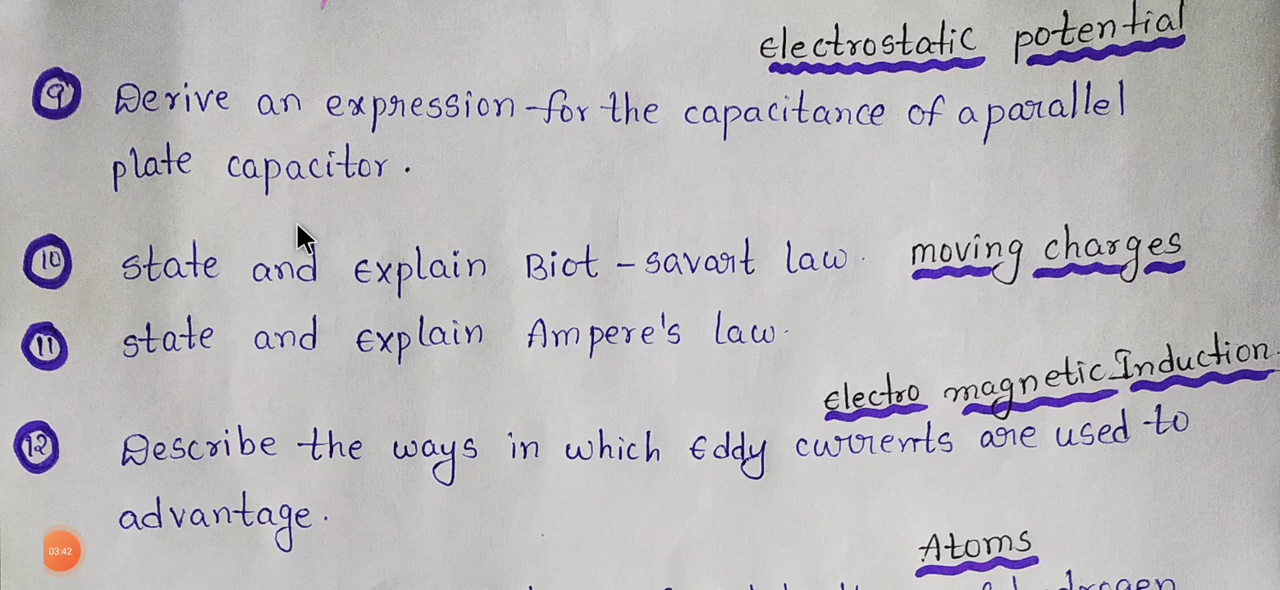 Electrostatic potential
9 Derive an expression for the capacitance of a parallel
plate capacitor.
10 state and Explain Biot - savart law. moving charges
11 state and Explain Ampere's law.
Electro magnetic Induction.
12 Describe the ways in which Eddy currents are used to
advantage.
03:42
Atoms